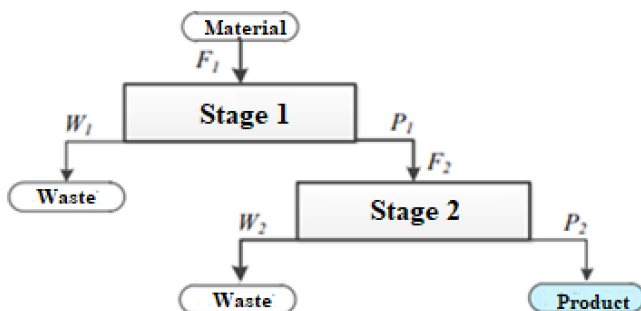 Material
F1
Stage 1
W1
P1
F2
Waste
Stage 2
W2
P2
Waste
Product